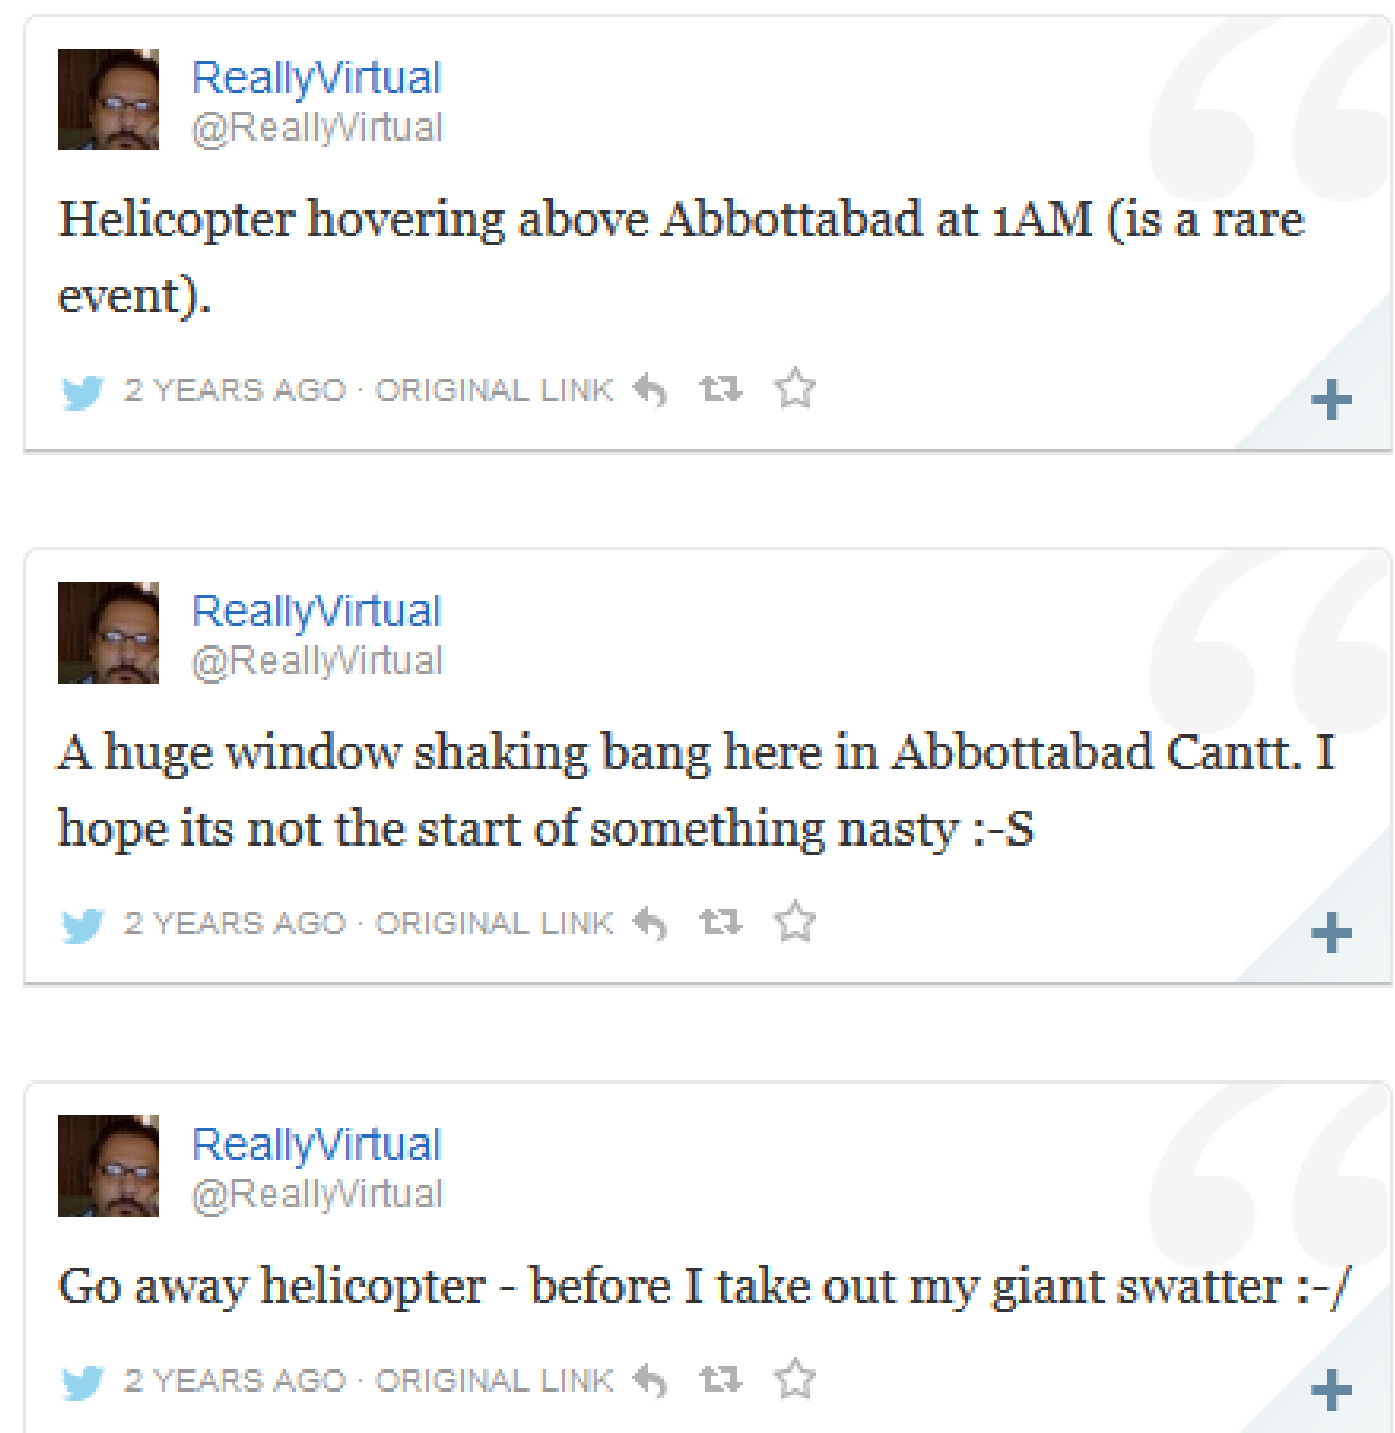 ReallyVirtual
@ReallyVirtual
Helicopter hovering above Abbottabad at 1AM (is a rare
event).
2 YEARS AGO · ORIGINAL LINK
ReallyVirtual
@ReallyVirtual
A huge window shaking bang here in Abbottabad Cantt. I
hope its not the start of something nasty :-S
2 YEARS AGO · ORIGINAL LINK
ReallyVirtual
@ReallyVirtual
Go away helicopter - before I take out my giant swatter :-/
2 YEARS AGO · ORIGINAL LINK